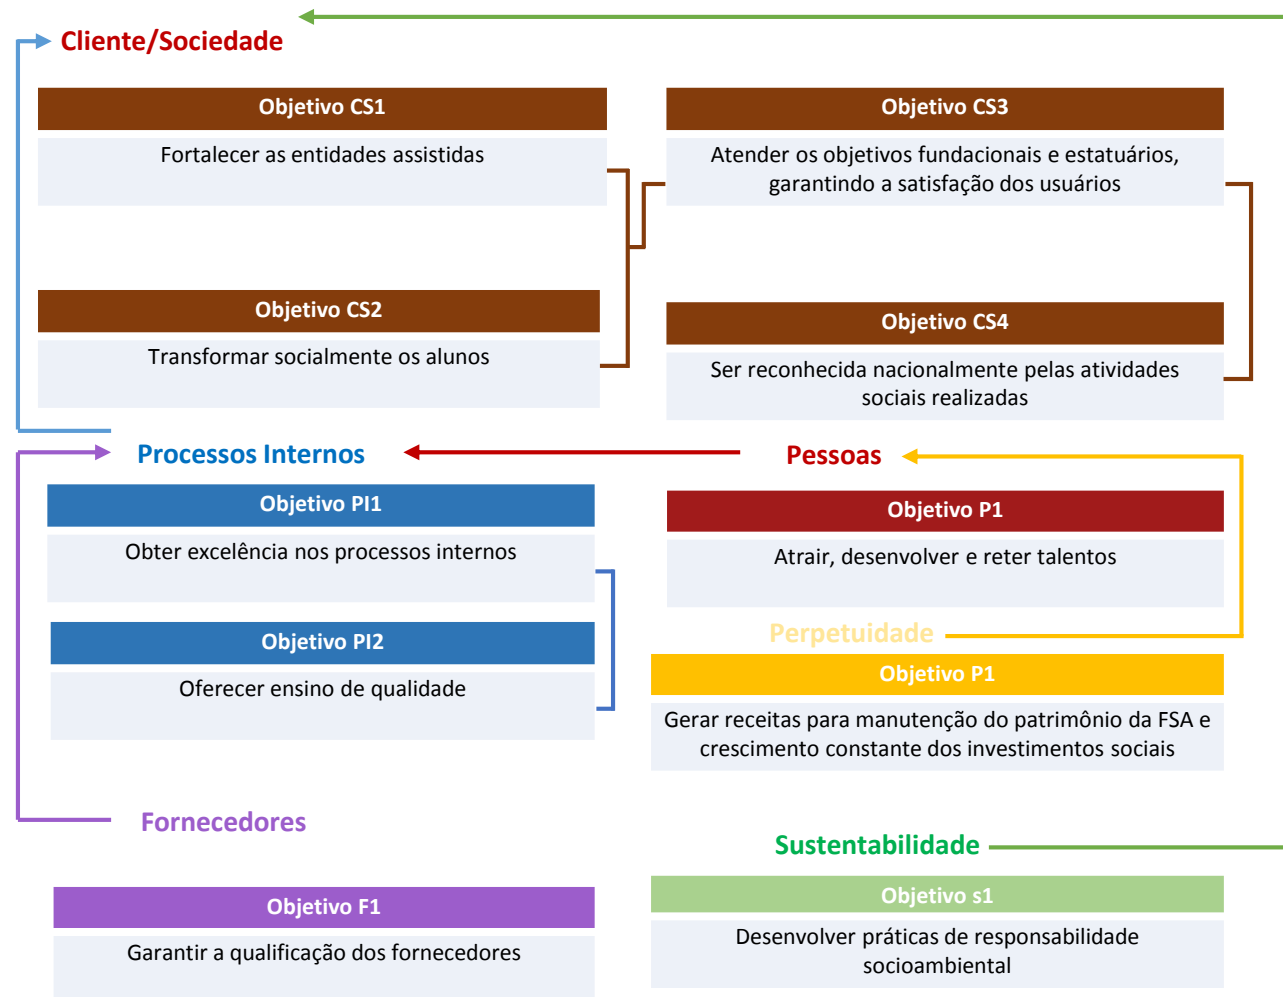 Cliente/Sociedade
Objetivo CS1
Fortalecer as entidades assistidas
Objetivo CS3
Atender os objetivos fundacionais e estatuários,
garantindo a satisfação dos usuários
Objetivo CS2
Transformar socialmente os alunos
Objetivo CS4
Ser reconhecida nacionalmente pelas atividades
sociais realizadas
Processos Internos
Objetivo PI1
Obter excelência nos processos internos
Objetivo PI2
Oferecer ensino de qualidade
Pessoas
Objetivo P1
Atrair, desenvolver e reter talentos
Perpetuidade
Objetivo P1
Gerar receitas para manutenção do patrimônio da FSA e
crescimento constante dos investimentos sociais
Fornecedores
Objetivo F1
Garantir a qualificação dos fornecedores
Sustentabilidade
Objetivo s1
Desenvolver práticas de responsabilidade
socioambiental